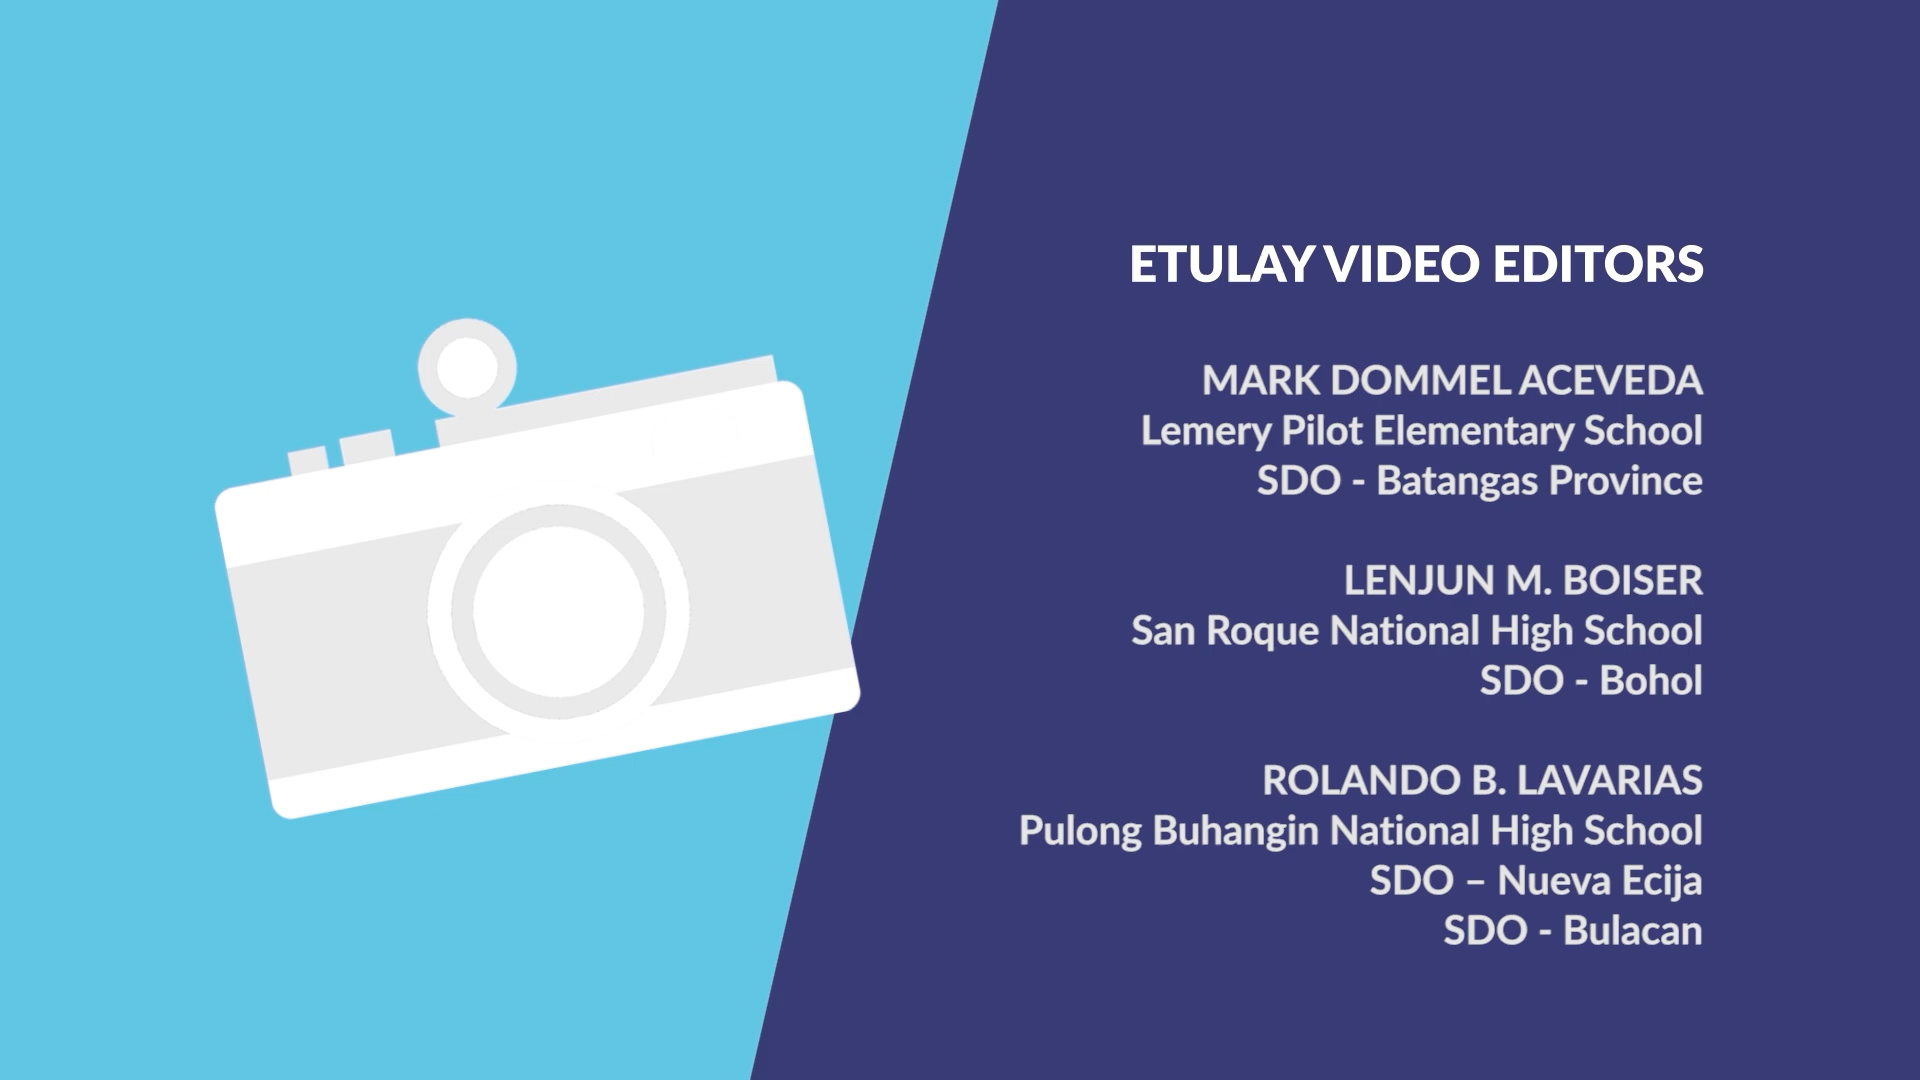 ETULAY VIDEO EDITORS
MARK DOMMEL ACEVEDA
Lemery Pilot Elementary School
SDO - Batangas Province
LENJUN M. BOISER
San Roque National High School
SDO - Bohol
ROLANDO B. LAVARIAS
Pulong Buhangin National High School
SDO – Nueva Ecija
SDO - Bulacan